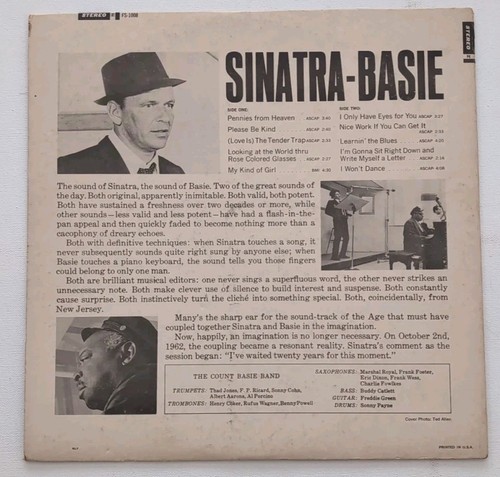 STEREO FS-1008
STEREO
SINATRA-BASIE
SIDE ONE:
Pennies from Heaven ASCAP 3:40
Please Be Kind ASCAP 2:40
(Love Is) The Tender Trap ASCAP 2:33
Looking at the World thru
Rose Colored Glasses ASCAP 2:37
My Kind of Girl BMI 4:35
SIDE TWO:
I Only Have Eyes for You ASCAP 3:27
Nice Work If You Can Get It
ASCAP 2:33
Learnin' the Blues ASCAP 4:20
I'm Gonna Sit Right Down and
Write Myself a Letter ASCAP 2:34
I Won't Dance ASCAP 4:08
The sound of Sinatra, the sound of Basie. Two of the great sounds of
the day. Both original, apparently inimitable. Both valid, both potent.
Both have sustained a freshness over two decades or more, while
other sounds—less valid and less potent—have had a flash-in-the-
pan appeal and then quickly faded to become nothing more than a
cacophony of dreary echoes.
Both with definitive techniques: when Sinatra touches a song, it
never subsequently sounds quite right sung by anyone else; when
Basie touches a piano keyboard, the sound tells you those fingers
could belong to only one man.
Both are brilliant musical editors: one never sings a superfluous word, the other never strikes an
unnecessary note. Both make clever use of silence to build interest and suspense. Both constantly
cause surprise. Both instinctively turn the cliché into something special. Both, coincidentally, from
New Jersey.
Many's the sharp ear for the sound-track of the Age that must have
coupled together Sinatra and Basie in the imagination.
Now, happily, an imagination is no longer necessary. On October 2nd,
1962, the coupling became a resonant reality. Sinatra's comment as the
session began: "I've waited twenty years for this moment."
THE COUNT BASIE BAND
TRUMPETS: Thad Jones, F. P. Ricard, Sonny Cohn,
Albert Aarons, Al Porcino
TROMBONES: Henry Coker, Rufus Wagner, Benny Powell
SAXOPHONES: Marshal Royal, Frank Foster,
Eric Dixon, Frank Wess,
Charlie Fowlkes
BASS: Buddy Catlett
GUITAR: Freddie Green
DRUMS: Sonny Payne
Cover Photo: Ted Allan
PRINTED IN U.S.A.